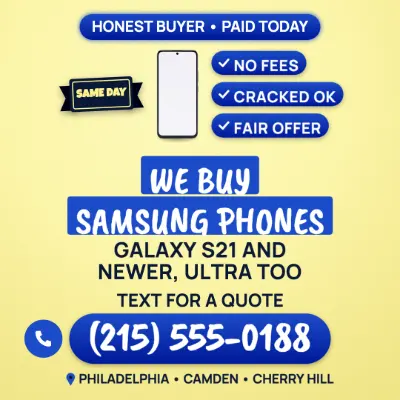 HONEST BUYER • PAID TODAY
SAME DAY
NO FEES
CRACKED OK
FAIR OFFER
WE BUY
SAMSUNG PHONES
GALAXY S21 AND
NEWER, ULTRA TOO
TEXT FOR A QUOTE
(215) 555-0188
PHILADELPHIA • CAMDEN • CHERRY HILL